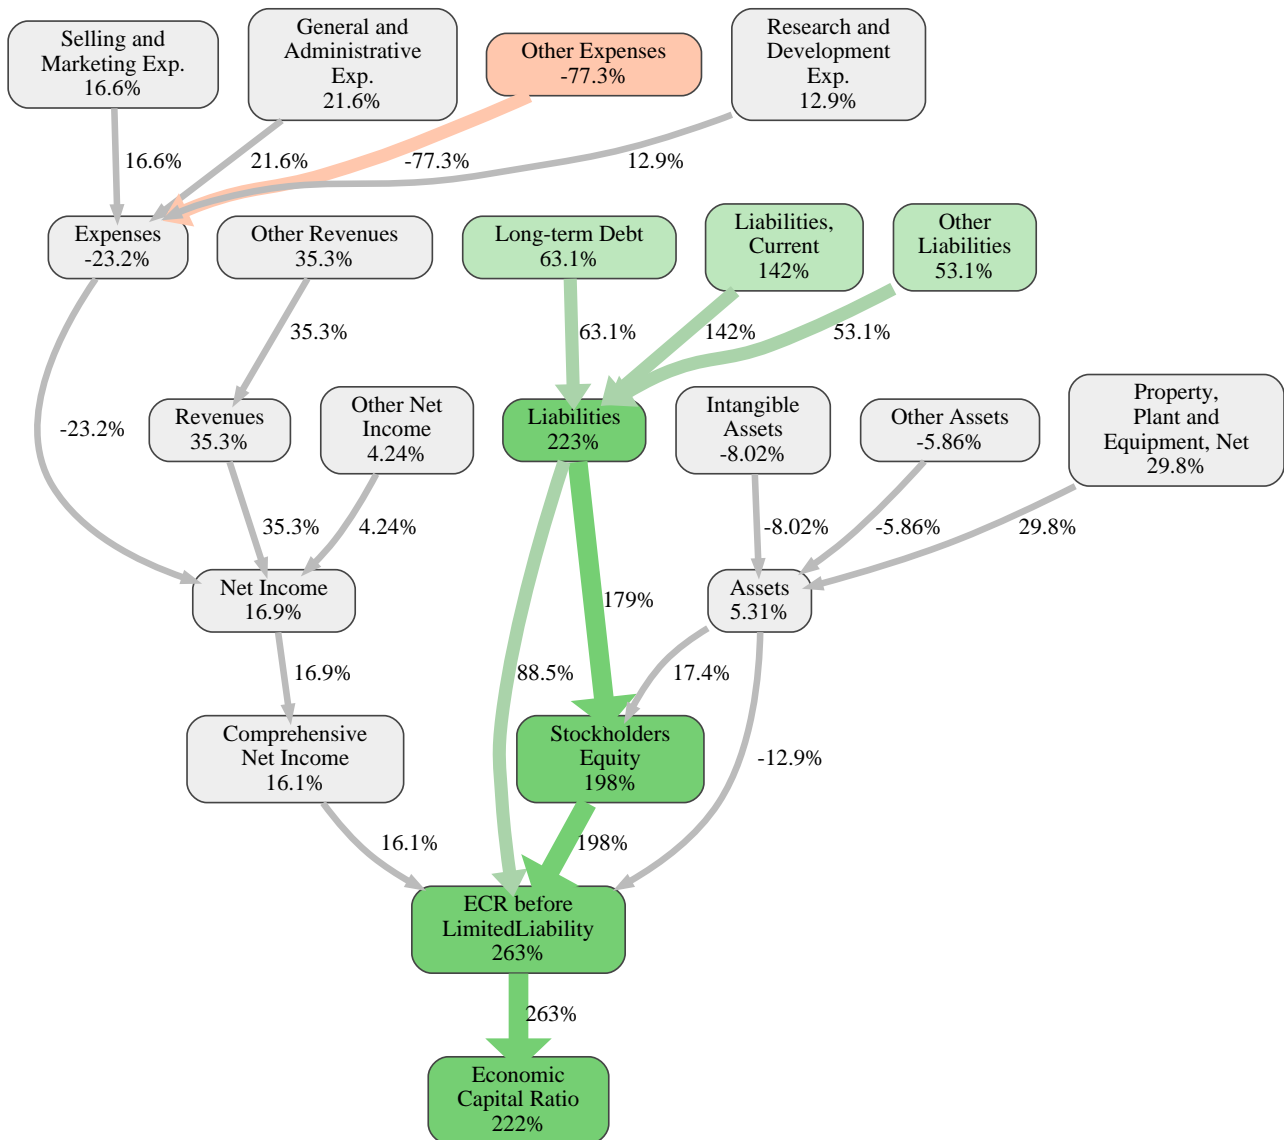 Selling and
Marketing Exp.
16.6%
General and
Administrative
Exp.
21.6%
Other Expenses
-77.3%
Research and
Development
Exp.
12.9%
16.6%
21.6%
-77.3%
12.9%
Expenses
-23.2%
Other Revenues
35.3%
Long-term Debt
63.1%
Liabilities,
Current
142%
Other
Liabilities
53.1%
35.3%
63.1%
142%
53.1%
-23.2%
Revenues
35.3%
Other Net
Income
4.24%
Liabilities
223%
Intangible
Assets
-8.02%
Other Assets
-5.86%
Property,
Plant and
Equipment, Net
29.8%
35.3%
4.24%
-8.02%
-5.86%
29.8%
Net Income
16.9%
179%
Assets
5.31%
16.9%
88.5%
17.4%
Comprehensive
Net Income
16.1%
Stockholders
Equity
198%
-12.9%
16.1%
198%
ECR before
LimitedLiability
263%
263%
Economic
Capital Ratio
222%